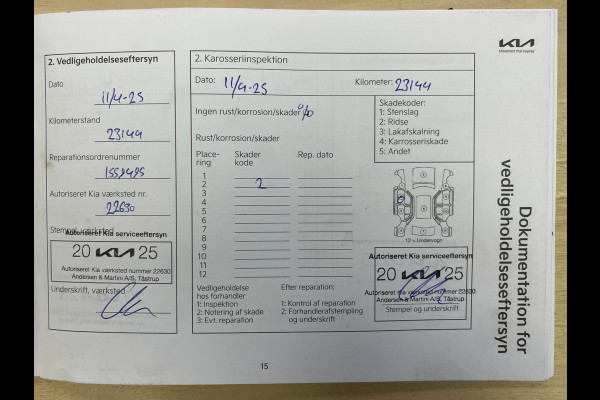 2. Vedligeholdelseseftersyn
Dato
11/4-25
Kilometerstand
23144
Reparationsordrenummer
Autoriseret Kia værksted nr.
22630
Stempel, værksted
Autoriseret Kia serviceeftersyn
20 KIA 25
Autoriseret Kia værksted nummer 22630
Andersen & Martini A/S, Tåstrup
Underskrift, værksted
2. Karosseriinspektion
Dato: 11/4-25
Kilometer: 23144
Ingen rust/korrosion/skader
Rust/korrosion/skader
Place-
ring
Skader
kode
Rep. dato
1
2 2
3
4
5
6
7
8
9
10
11
12
Vedligeholdelse
hos forhandler
1: Inspektion
2: Notering af skade
3: Evt. reparation
Efter reparation:
1: Kontrol af reparation
2: Forhandlerafstempling
og underskrift
Skadekoder:
1: Stenslag
2: Ridse
3: Lakafskalning
4: Karrosseriskade
5: Andet
12 = Undervogn
Autoriseret Kia serviceeftersyn
20 KIA 25
Autoriseret Kia værksted nummer 22630
Andersen & Martini A/S, Tåstrup
Stempel og underskrift
15
KIA
Movement that inspires
Dokumentation for
vedligeholdelseseftersyn